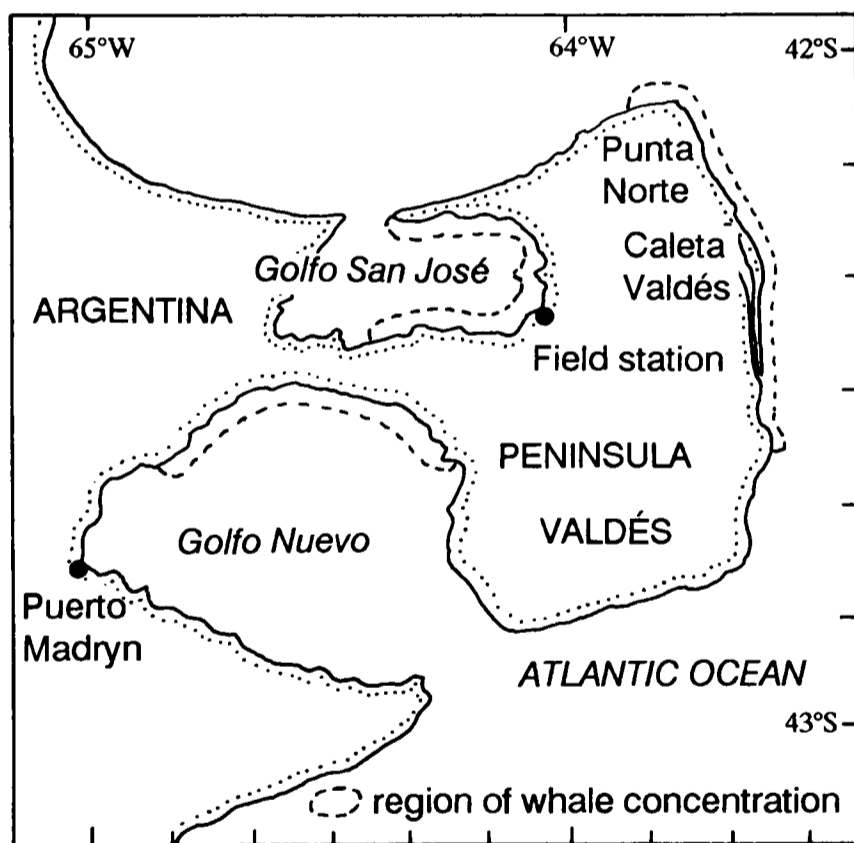 65°W
64°W
42°S
Punta
Norte
Caleta
Valdés
Golfo San José
ARGENTINA
Field station
PENINSULA
VALDÉS
Golfo Nuevo
Puerto
Madryn
ATLANTIC OCEAN
43°S
region of whale concentration